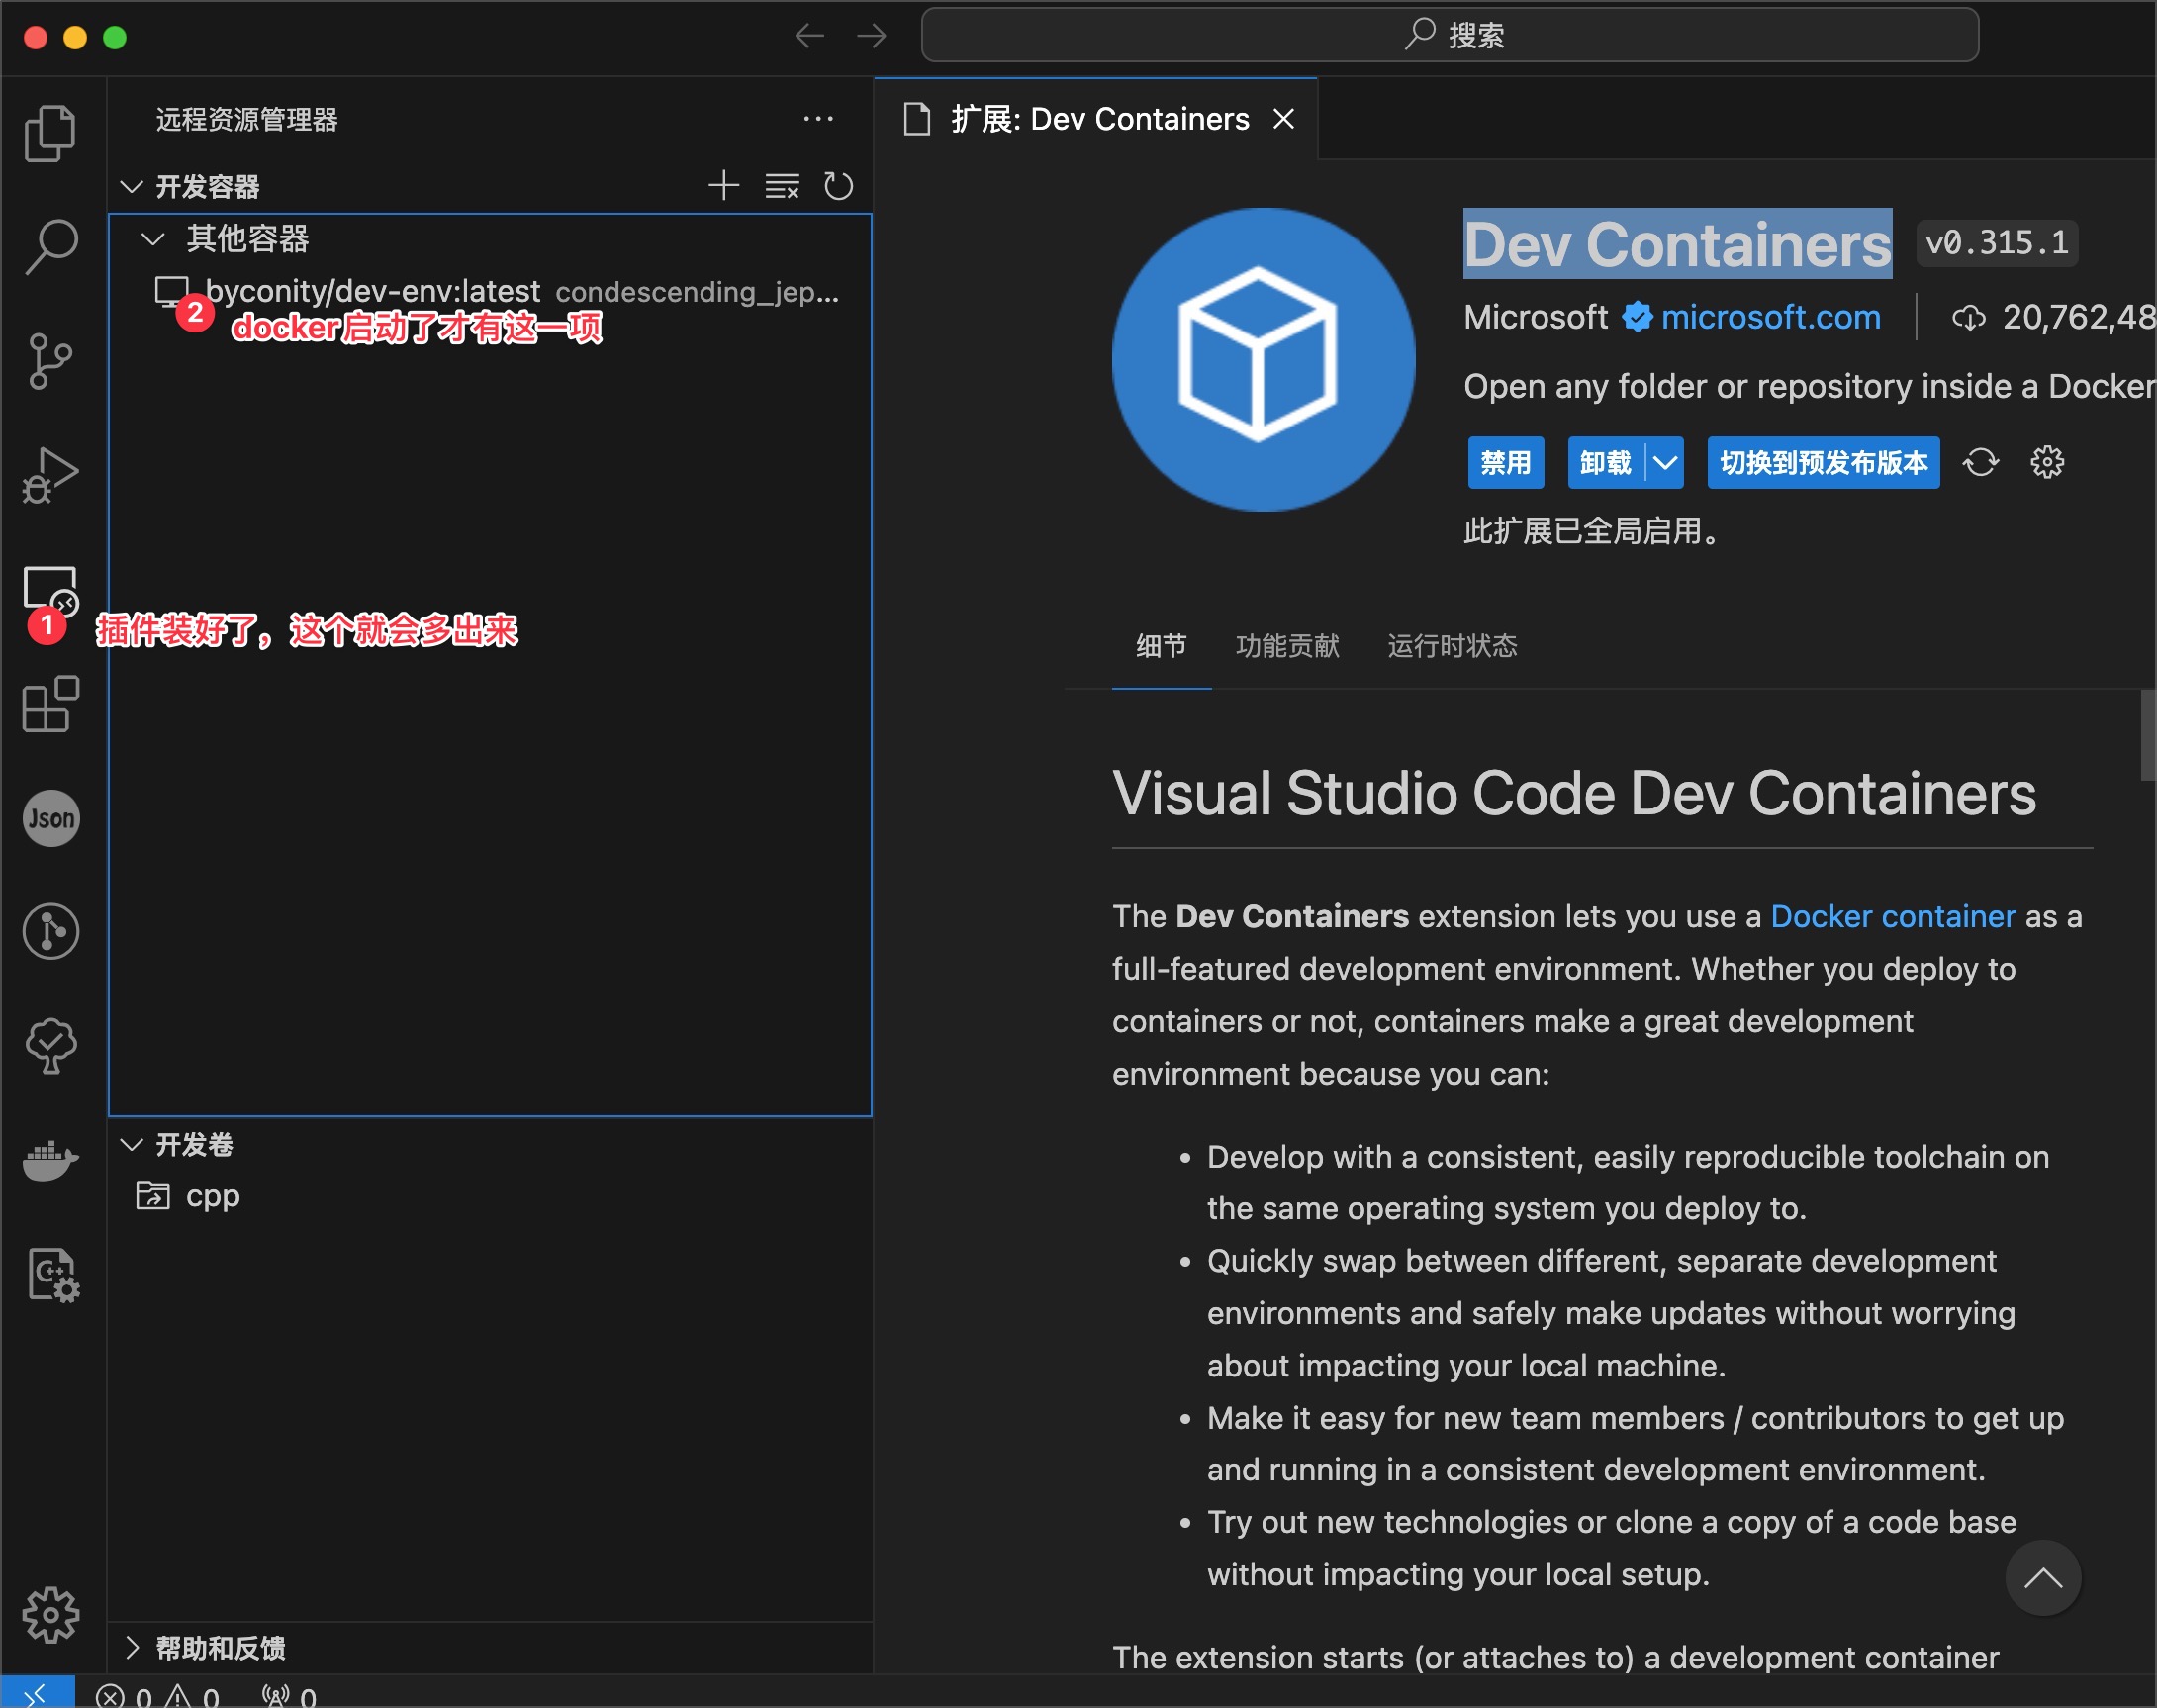 搜索
远程资源管理器
扩展: Dev Containers
开发容器
其他容器
byconity/dev-env:latest condescending_jep...
2 docker启动了才有这一项
1 插件装好了，这个就会多出来
Json
C++
开发卷
cpp
帮助和反馈
0 0 0
Dev Containers v0.315.1
Microsoft microsoft.com 20,762,48
Open any folder or repository inside a Docker
禁用 卸载 切换到预发布版本
此扩展已全局启用。
细节 功能贡献 运行时状态
Visual Studio Code Dev Containers
The Dev Containers extension lets you use a Docker container as a
full-featured development environment. Whether you deploy to
containers or not, containers make a great development
environment because you can:
• Develop with a consistent, easily reproducible toolchain on
the same operating system you deploy to.
• Quickly swap between different, separate development
environments and safely make updates without worrying
about impacting your local machine.
• Make it easy for new team members / contributors to get up
and running in a consistent development environment.
• Try out new technologies or clone a copy of a code base
without impacting your local setup.
The extension starts (or attaches to) a development container